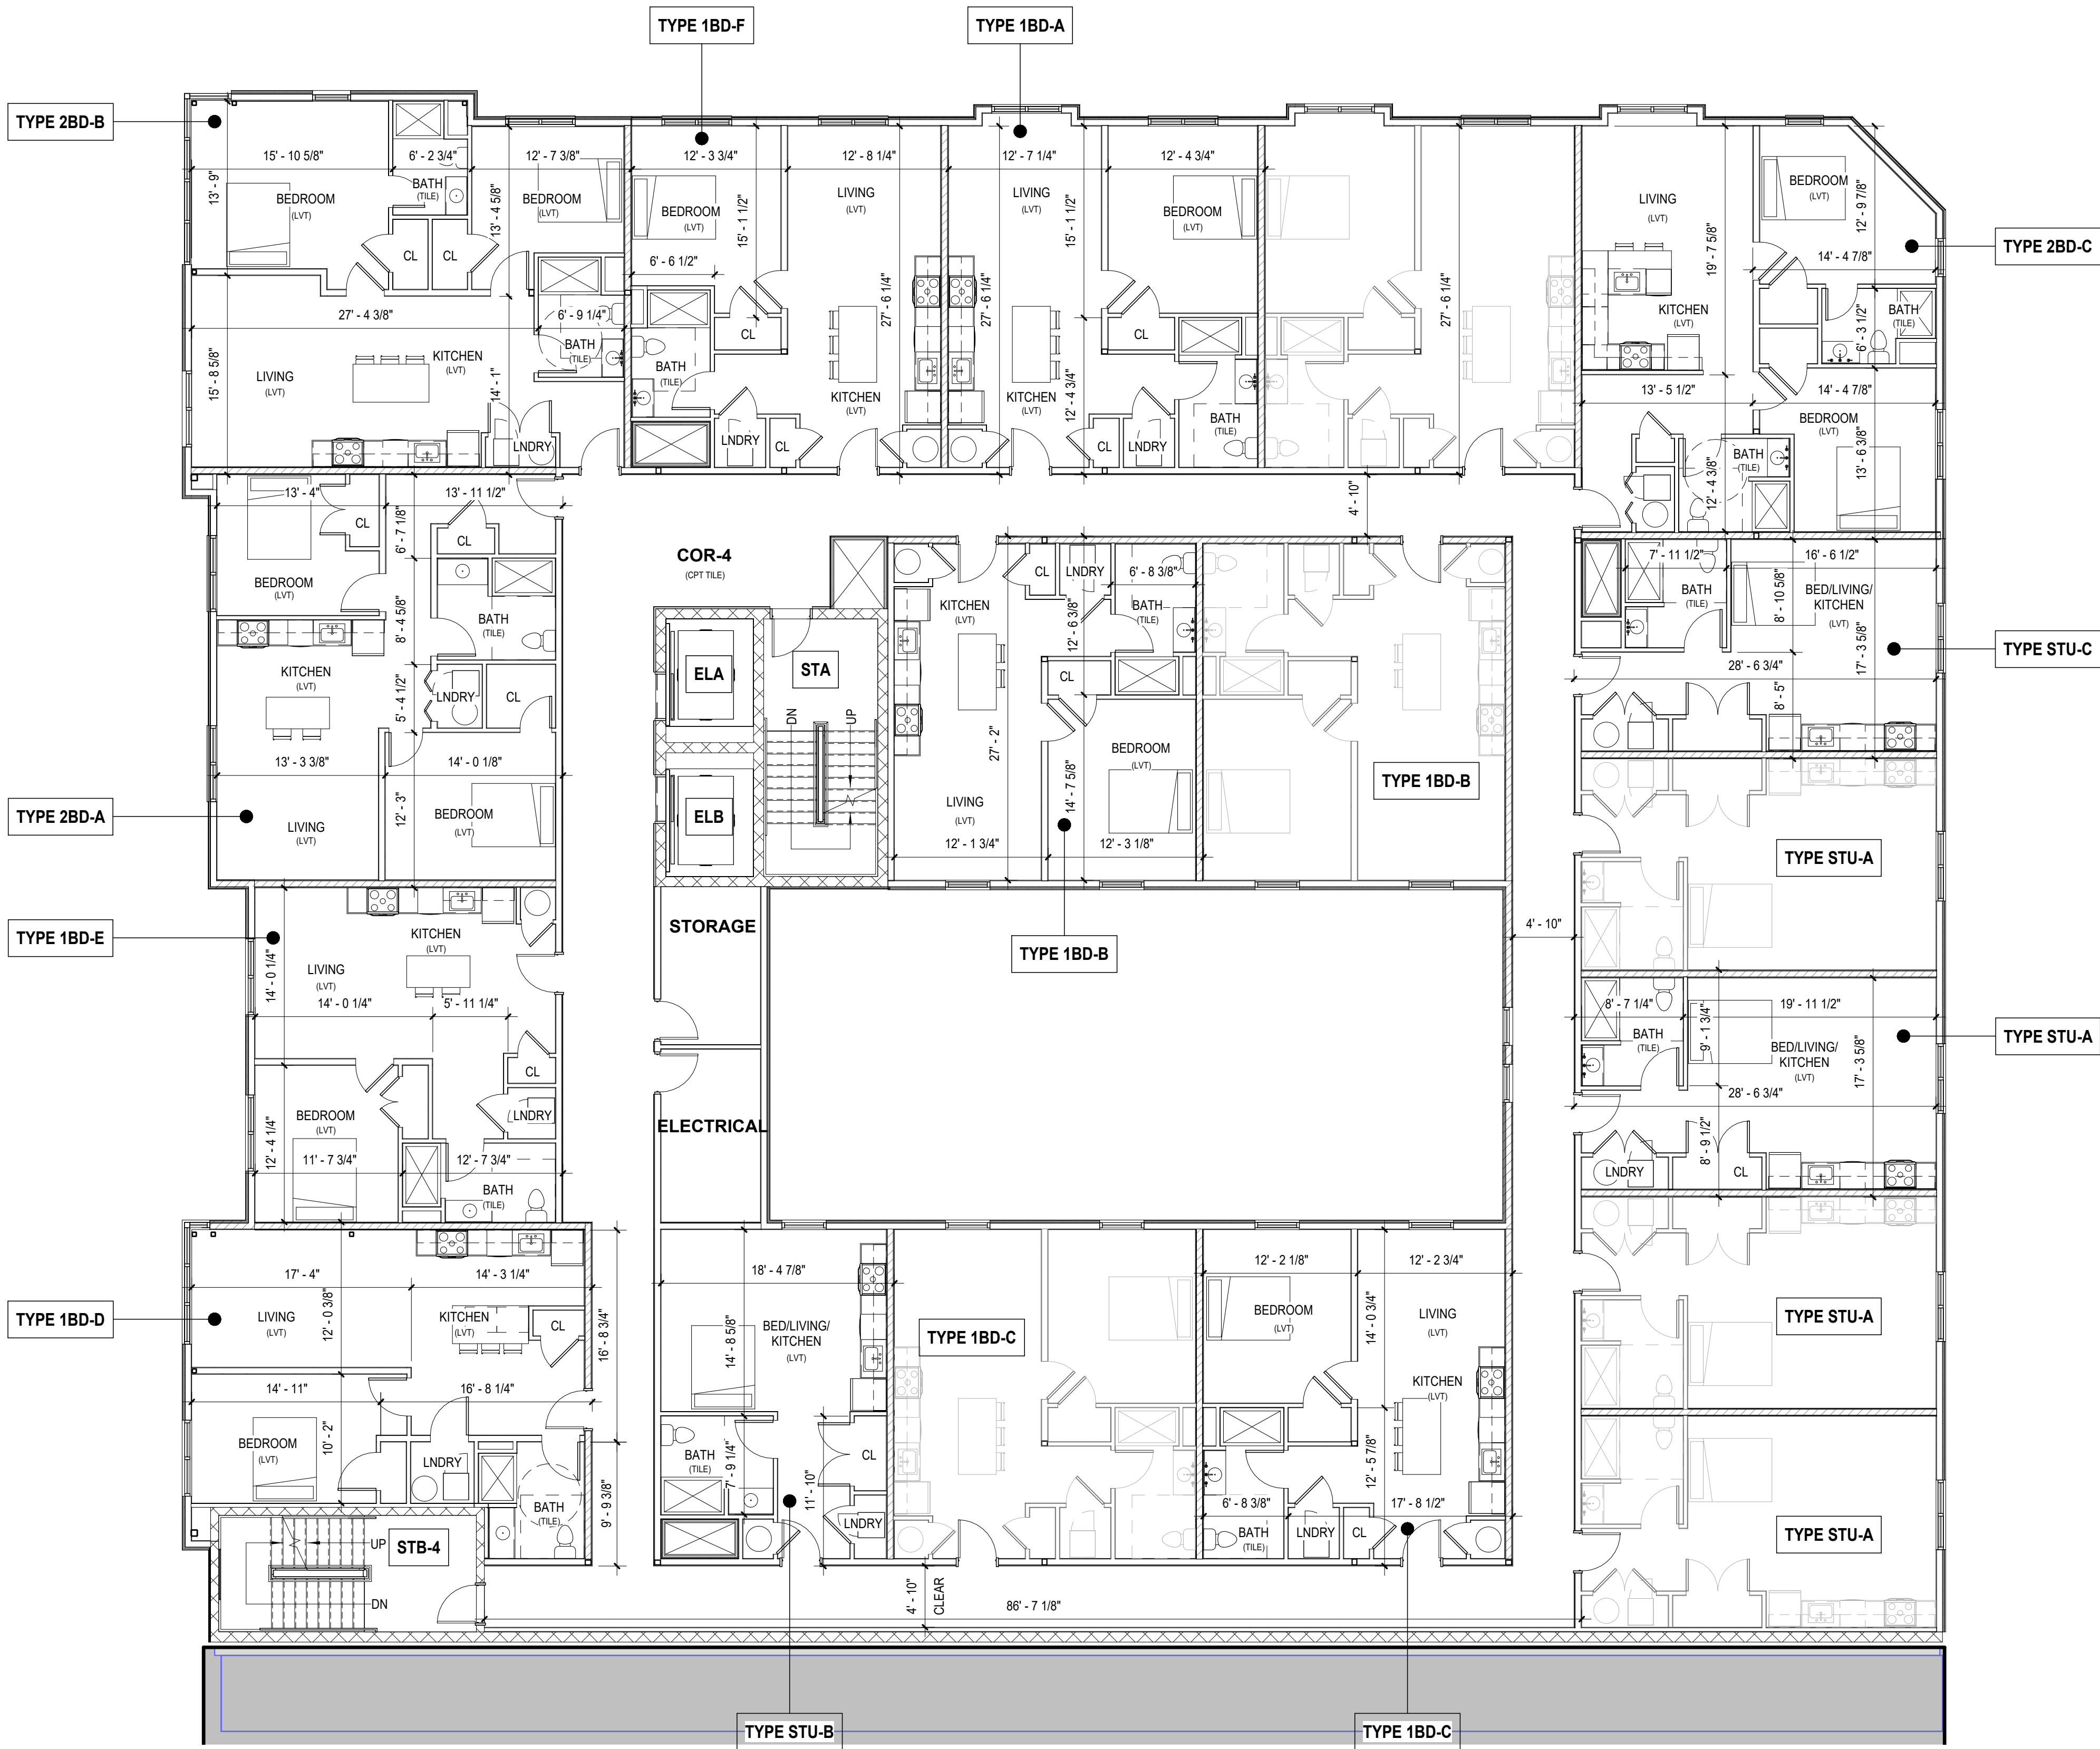 TYPE 1BD-F
TYPE 1BD-A
TYPE 2BD-B
15' - 10 5/8"
6' - 2 3/4"
12' - 7 3/8"
12' - 3 3/4"
12' - 8 1/4"
12' - 7 1/4"
12' - 4 3/4"
13' - 9"
BEDROOM
(LVT)
BATH
(TILE)
13' - 4 5/8"
BEDROOM
(LVT)
CL
CL
BEDROOM
(LVT)
15' - 1 1/2"
6' - 6 1/2"
LIVING
(LVT)
27' - 6 1/4"
LIVING
(LVT)
27' - 6 1/4"
15' - 1 1/2"
BEDROOM
(LVT)
27' - 6 1/4"
LIVING
(LVT)
19' - 7 5/8"
BEDROOM
(LVT)
12' - 9 7/8"
14' - 4 7/8"
TYPE 2BD-C
27' - 4 3/8"
6' - 9 1/4"
BATH
(TILE)
15' - 8 5/8"
LIVING
(LVT)
KITCHEN
(LVT)
14' - 1"
LNDRY
CL
BATH
(TILE)
KITCHEN
(LVT)
LNDRY
CL
KITCHEN
(LVT)
12' - 4 3/4"
CL
CL
LNDRY
BATH
(TILE)
KITCHEN
(LVT)
6' - 3 1/2"
BATH
(TILE)
13' - 5 1/2"
14' - 4 7/8"
BEDROOM
(LVT)
13' - 6 3/8"
BATH
(TILE)
12' - 4 3/8"
13' - 4"
13' - 11 1/2"
CL
6' - 7 1/8"
CL
BEDROOM
(LVT)
8' - 4 5/8"
BATH
(TILE)
KITCHEN
(LVT)
5' - 4 1/2"
LNDRY
CL
13' - 3 3/8"
14' - 0 1/8"
12' - 3"
BEDROOM
(LVT)
LIVING
(LVT)
TYPE 2BD-A
COR-4
(CPT TILE)
4' - 10"
ELA
STA
DN
UP
ELB
KITCHEN
(LVT)
CL
LNDRY
6' - 8 3/8"
BATH
(TILE)
12' - 6 3/8"
CL
27' - 2"
BEDROOM
(LVT)
14' - 7 5/8"
LIVING
(LVT)
12' - 1 3/4"
12' - 3 1/8"
TYPE 1BD-B
TYPE 1BD-B
7' - 11 1/2"
16' - 6 1/2"
BATH
(TILE)
8' - 10 5/8"
BED/LIVING/
KITCHEN
(LVT)
17' - 3 5/8"
28' - 6 3/4"
8' - 5"
TYPE STU-C
TYPE STU-A
TYPE 1BD-E
KITCHEN
(LVT)
14' - 0 1/4"
LIVING
(LVT)
14' - 0 1/4"
5' - 11 1/4"
CL
BEDROOM
(LVT)
LNDRY
12' - 4 1/4"
11' - 7 3/4"
12' - 7 3/4"
BATH
(TILE)
STORAGE
ELECTRICAL
4' - 10"
8' - 7 1/4"
19' - 11 1/2"
BATH
(TILE)
9' - 1 3/4"
BED/LIVING/
KITCHEN
(LVT)
17' - 3 5/8"
28' - 6 3/4"
8' - 9 1/2"
LNDRY
CL
TYPE STU-A
TYPE 1BD-D
17' - 4"
14' - 3 1/4"
LIVING
(LVT)
12' - 0 3/8"
KITCHEN
(LVT)
CL
16' - 8 3/4"
14' - 11"
16' - 8 1/4"
BEDROOM
(LVT)
10' - 2"
LNDRY
BATH
(TILE)
9' - 9 3/8"
UP
STB-4
DN
18' - 4 7/8"
14' - 8 5/8"
BED/LIVING/
KITCHEN
(LVT)
BATH
(TILE)
7' - 9 1/4"
CL
11' - 10"
LNDRY
TYPE 1BD-C
12' - 2 1/8"
12' - 2 3/4"
BEDROOM
(LVT)
14' - 0 3/4"
LIVING
(LVT)
KITCHEN
(LVT)
12' - 5 7/8"
6' - 8 3/8"
17' - 8 1/2"
BATH
(TILE)
LNDRY
CL
TYPE STU-A
TYPE STU-A
4' - 10"
CLEAR
86' - 7 1/8"
TYPE STU-B
TYPE 1BD-C